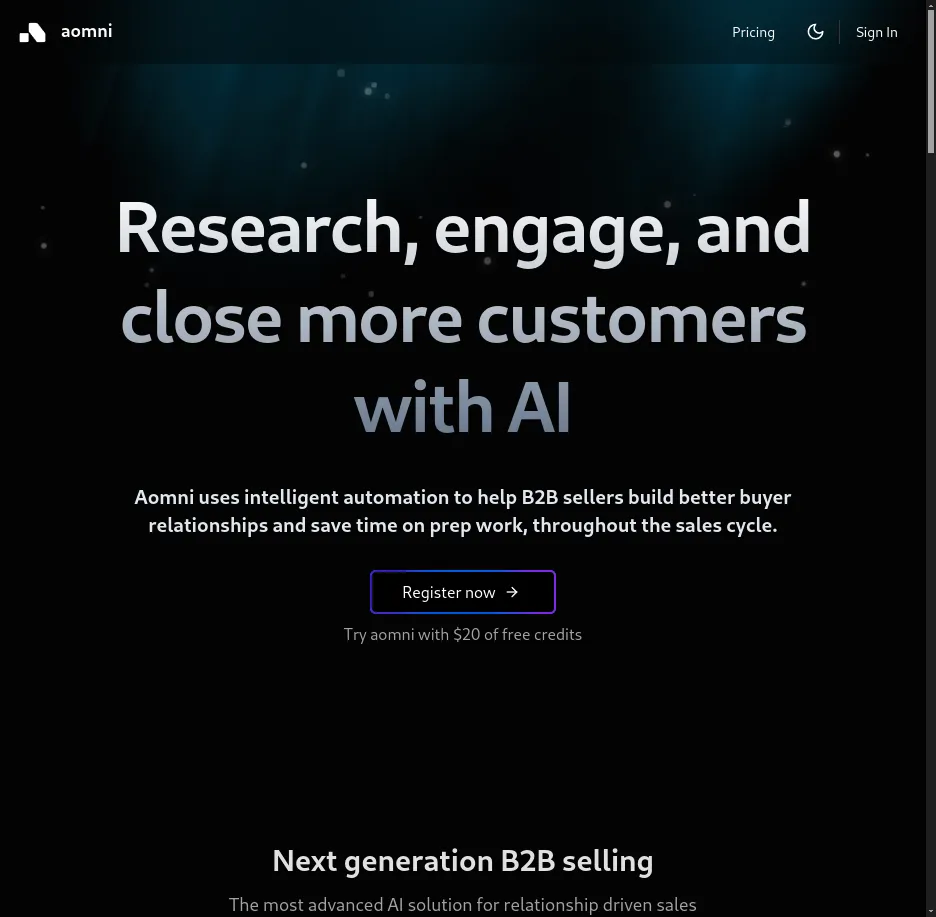 aomni
Pricing
Sign In
Research, engage, and
close more customers
with AI
Aomni uses intelligent automation to help B2B sellers build better buyer
relationships and save time on prep work, throughout the sales cycle.
Register now →
Try aomni with $20 of free credits
Next generation B2B selling
The most advanced AI solution for relationship driven sales